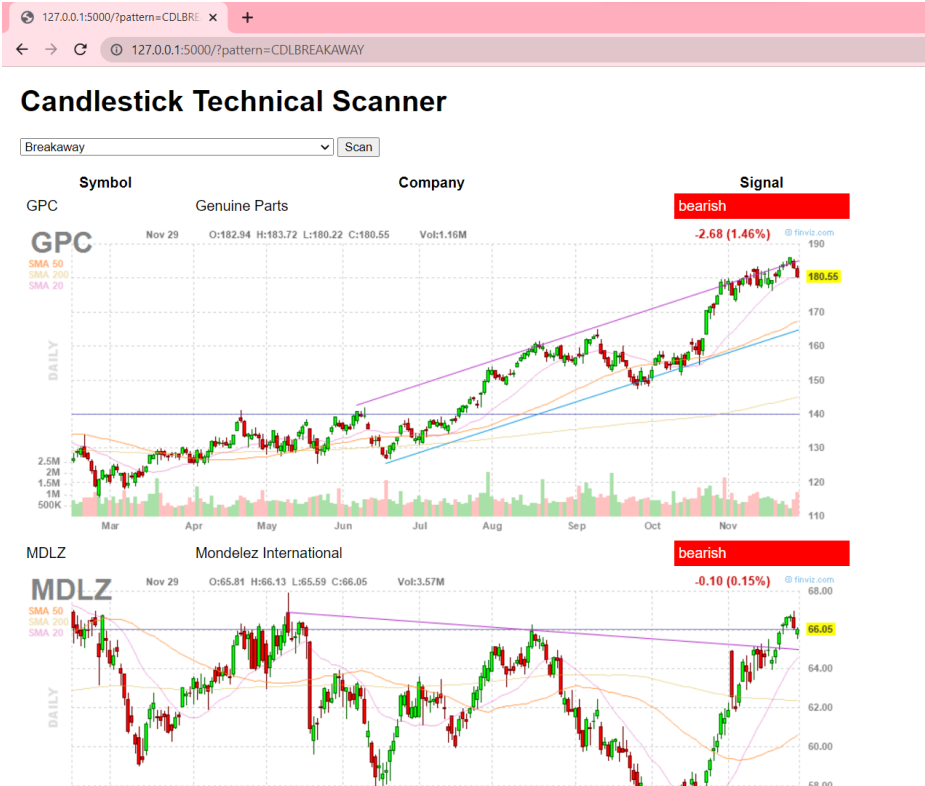 127.0.0.1:5000/?pattern=CDLBRE
127.0.0.1:5000/?pattern=CDLBREAKAWAY
Candlestick Technical Scanner
Breakaway Scan
Symbol Company Signal
GPC Genuine Parts bearish
GPC Nov 29 O:182.94 H:183.72 L:180.22 C:180.55 Vol:1.16M -2.68 (1.46%) © finviz.com
SMA 50
SMA 200
SMA 20
DAILY
190
180.55
170
160
150
140
130
120
110
2.5M
2M
1.5M
1M
500K
Mar Apr May Jun Jul Aug Sep Oct Nov
MDLZ Mondelez International bearish
MDLZ Nov 29 O:65.81 H:66.13 L:65.59 C:66.05 Vol:3.57M -0.10 (0.15%) © finviz.com
SMA 50
SMA 200
SMA 20
DAILY
68.00
66.05
64.00
62.00
60.00